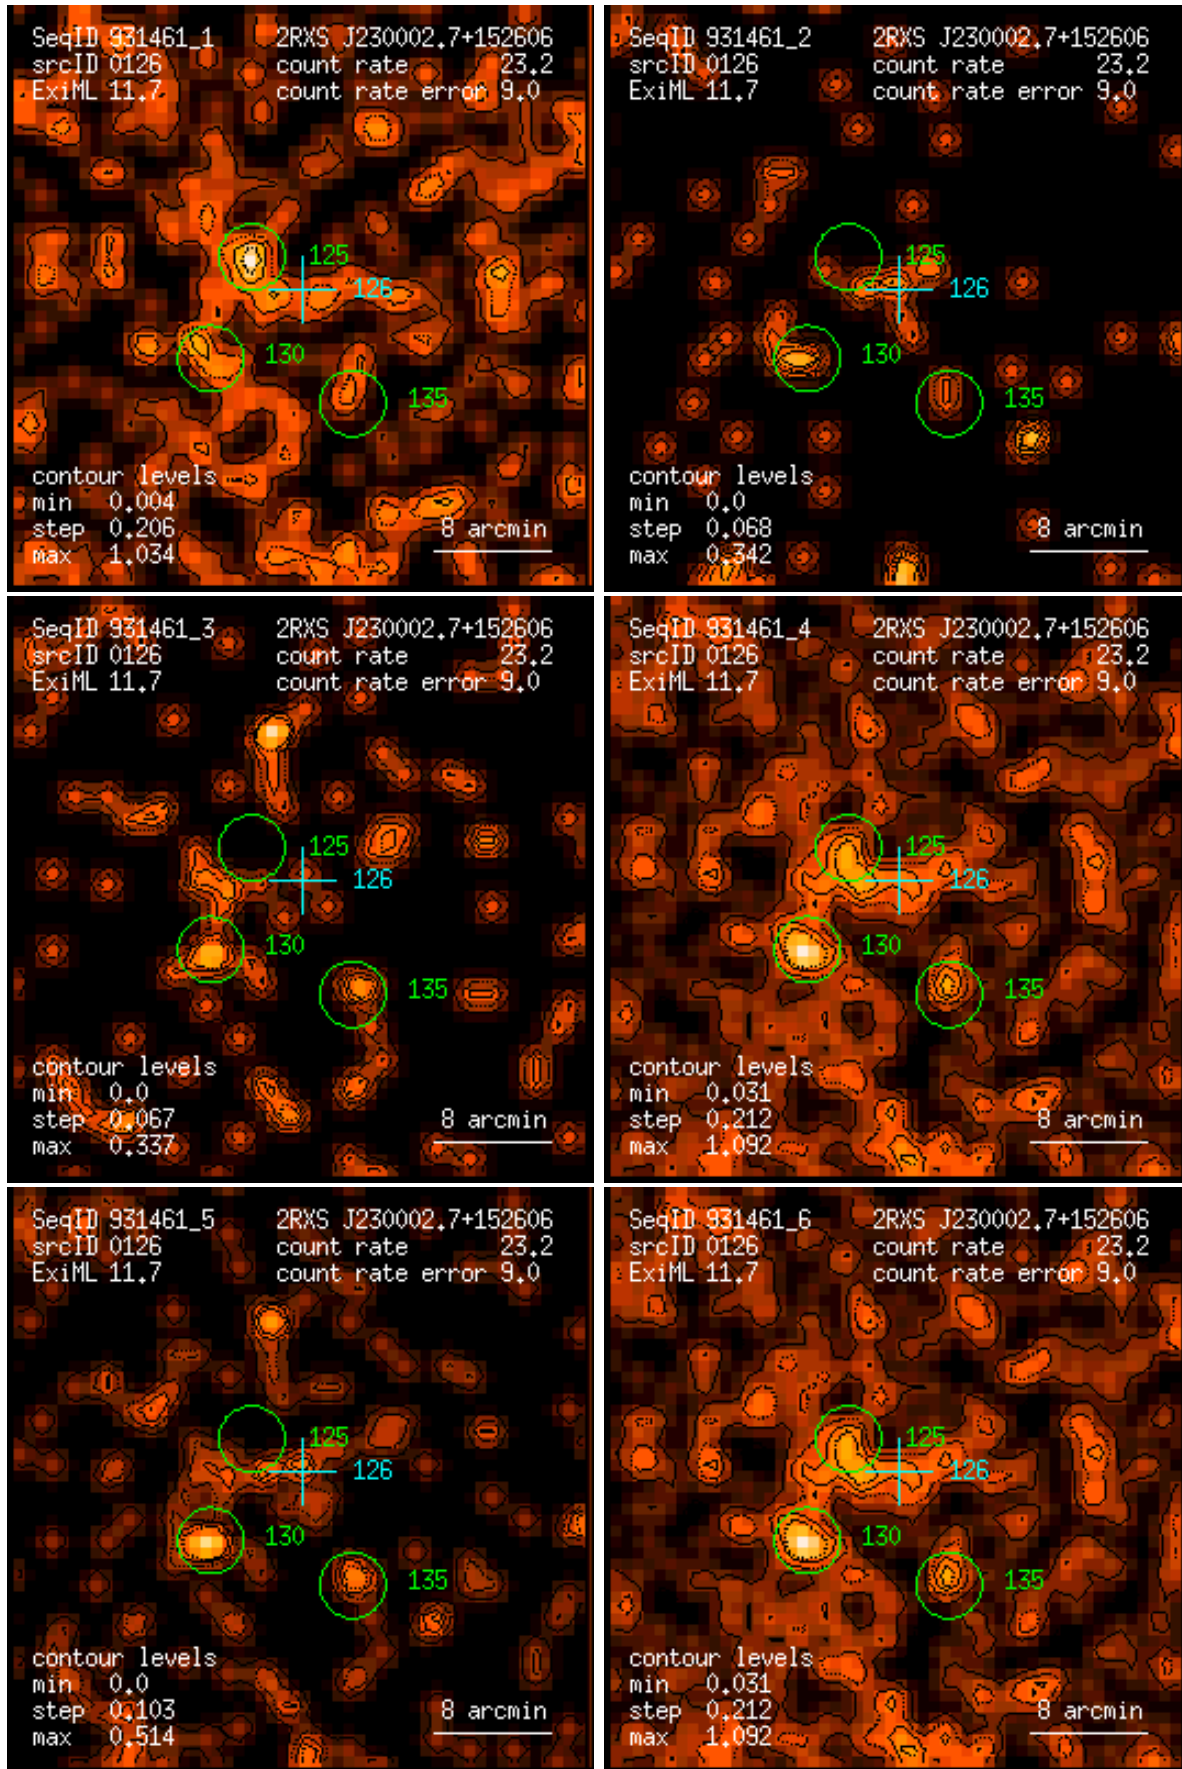 SeqID 931461_1 2RXS J230002.7+152606
srcID 0126 count rate 23.2
ExiML 11.7 count rate error 9.0
125
126
130
135
contour levels
min 0.004
step 0.206 8 arcmin
max 1.034
SeqID 931461_2 2RXS J230002.7+152606
srcID 0126 count rate 23.2
ExiML 11.7 count rate error 9.0
125
126
130
135
contour levels
min 0.0
step 0.068 8 arcmin
max 0.342
SeqID 931461_3 2RXS J230002.7+152606
srcID 0126 count rate 23.2
ExiML 11.7 count rate error 9.0
125
126
130
135
contour levels
min 0.0
step 0.067 8 arcmin
max 0.337
SeqID 931461_4 2RXS J230002.7+152606
srcID 0126 count rate 23.2
ExiML 11.7 count rate error 9.0
125
126
130
135
contour levels
min 0.031
step 0.212 8 arcmin
max 1.092
SeqID 931461_5 2RXS J230002.7+152606
srcID 0126 count rate 23.2
ExiML 11.7 count rate error 9.0
125
126
130
135
contour levels
min 0.0
step 0.103 8 arcmin
max 0.514
SeqID 931461_6 2RXS J230002.7+152606
srcID 0126 count rate 23.2
ExiML 11.7 count rate error 9.0
125
126
130
135
contour levels
min 0.031
step 0.212 8 arcmin
max 1.092